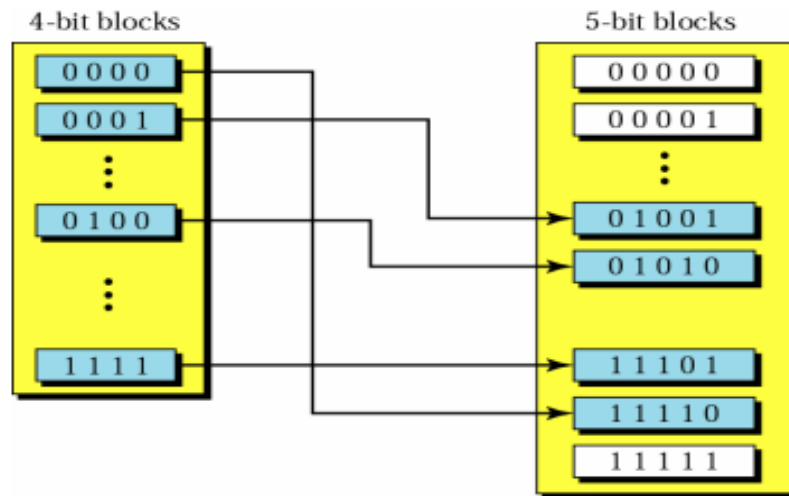 4-bit blocks
0 0 0 0
0 0 0 1
0 1 0 0
1 1 1 1
5-bit blocks
0 0 0 0 0
0 0 0 0 1
0 1 0 0 1
0 1 0 1 0
1 1 1 0 1
1 1 1 1 0
1 1 1 1 1